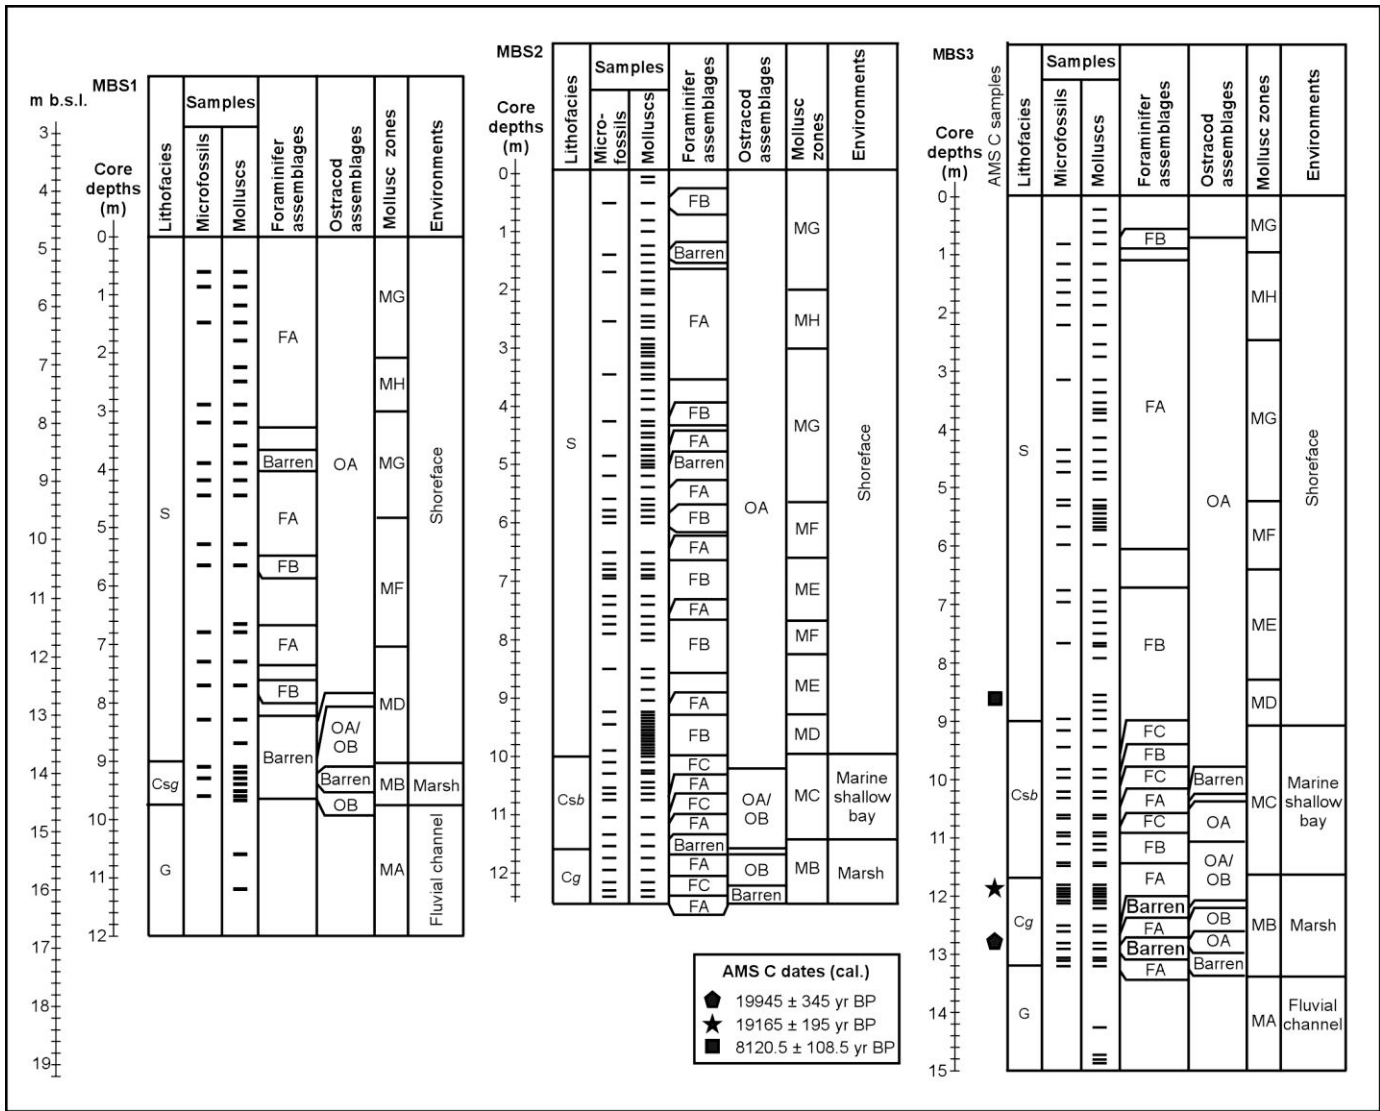 MBS1
m b.s.l.
3
4
5
6
7
8
9
10
11
12
13
14
15
16
17
18
19
Core
depths
(m)
0
1
2
3
4
5
6
7
8
9
10
11
12
Lithofacies
Samples
Microfossils
Molluscs
Foraminifer
assemblages
Ostracod
assemblages
Mollusc zones
Environments
S
Csg
G
FA
Barren
FA
FB
FA
FB
Barren
OA
OA/
OB
Barren
OB
MG
MH
MG
MF
MD
MB
MA
Shoreface
Marsh
Fluvial channel
MBS2
Core
depths
(m)
0
1
2
3
4
5
6
7
8
9
10
11
12
Lithofacies
Samples
Micro-
fossils
Molluscs
Foraminifer
assemblages
Ostracod
assemblages
Mollusc
zones
Environments
S
Csb
Cg
FB
Barren
FA
FB
FA
Barren
FA
FB
FA
FB
FA
FB
FA
FB
FC
FA
FC
FA
Barren
FA
FC
FA
OA
OA/
OB
OB
Barren
MG
MH
MG
MF
ME
MF
ME
MD
MC
MB
Shoreface
Marine
shallow
bay
Marsh
MBS3
Core
depths
(m)
0
1
2
3
4
5
6
7
8
9
10
11
12
13
14
15
AMS C samples
Lithofacies
Samples
Microfossils
Molluscs
Foraminifer
assemblages
Ostracod
assemblages
Mollusc zones
Environments
S
Csb
Cg
G
FB
FA
FB
FC
FB
FC
FA
FC
FB
FA
Barren
FA
Barren
FA
OA
Barren
OA
OA/
OB
OB
OA
Barren
MG
MH
MG
MF
ME
MD
MC
MB
MA
Shoreface
Marine
shallow
bay
Marsh
Fluvial
channel
AMS C dates (cal.)
19945 ± 345 yr BP
19165 ± 195 yr BP
8120.5 ± 108.5 yr BP